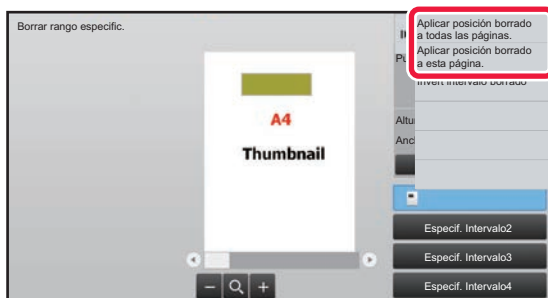 Borrar rango especific.
Aplicar posición borrado
a todas las páginas.
Aplicar posición borrado
a esta página.
Invert intervalo borrado
A4
Thumbnail
Especif. Intervalo2
Especif. Intervalo3
Especif. Intervalo4